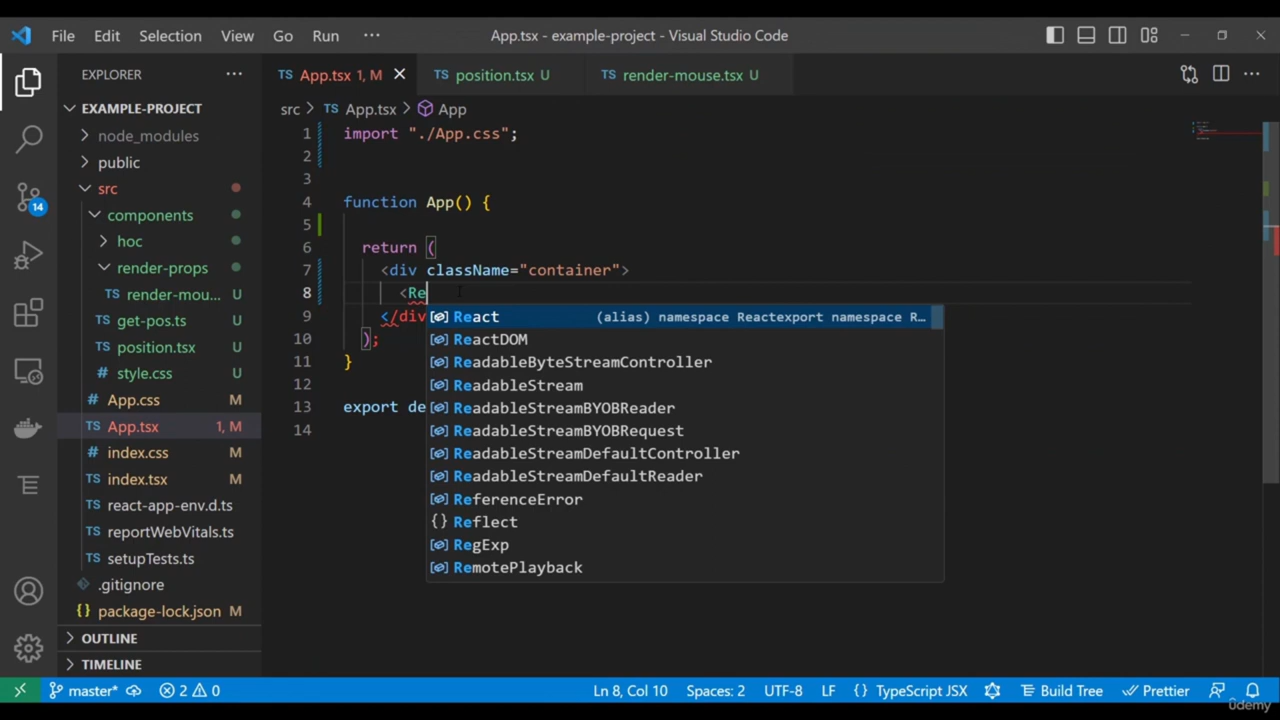 File Edit Selection View Go Run ··· App.tsx - example-project - Visual Studio Code
EXPLORER ···
TS App.tsx 1, M × TS position.tsx U TS render-mouse.tsx U ···
EXAMPLE-PROJECT
src > TS App.tsx > App
node_modules
public
src
components
hoc
render-props
TS render-mou... U
TS get-pos.ts U
TS position.tsx U
TS style.css U
# App.css M
TS App.tsx 1, M
# index.css M
TS index.tsx M
TS react-app-env.d.ts
TS reportWebVitals.ts
TS setupTests.ts
.gitignore
{} package-lock.json M
OUTLINE
TIMELINE
14
1 import "./App.css";
2
3
4 function App() {
5
6 return (
7 <div className="container">
8 <Re
9 </div
10 );
11 }
12
13 export de
14
React (alias) namespace Reactexport namespace R…
ReactDOM
ReadableByteStreamController
ReadableStream
ReadableStreamBYOBReader
ReadableStreamBYOBRequest
ReadableStreamDefaultController
ReadableStreamDefaultReader
ReferenceError
{} Reflect
RegExp
RemotePlayback
master* 2 0 Ln 8, Col 10 Spaces: 2 UTF-8 LF {} TypeScript JSX Build Tree Prettier
ûdemy